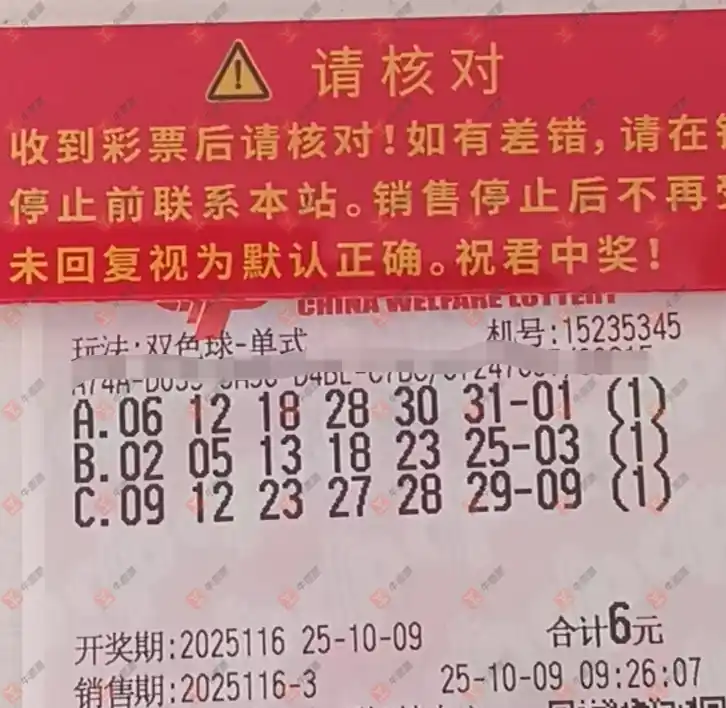 请核对
收到彩票后请核对!如有差错,请在
停止前联系本站。销售停止后不再
未回复视为默认正确。祝君中奖!
CHINA WELFARE LOTTERY
玩法:双色球-单式 机号:15235345
A.06 12 18 28 30 31-01 (1)
B.02 05 13 18 23 25-03 (1)
C.09 12 23 27 28 29-09 (1)
开奖期:2025116 25-10-09 合计6元
销售期:2025116-3 25-10-09 09:26:07